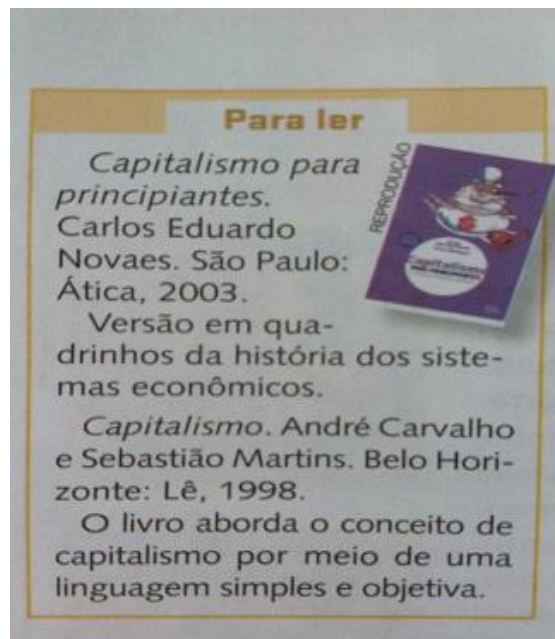 Para ler
Capitalismo para
principiantes.
Carlos Eduardo
Novaes. São Paulo:
Ática, 2003.
REPRODUÇÃO
Capitalismo
Versão em qua-
drinhos da história dos siste-
mas econômicos.
Capitalismo. André Carvalho
e Sebastião Martins. Belo Hori-
zonte: Lê, 1998.
O livro aborda o conceito de
capitalismo por meio de uma
linguagem simples e objetiva.